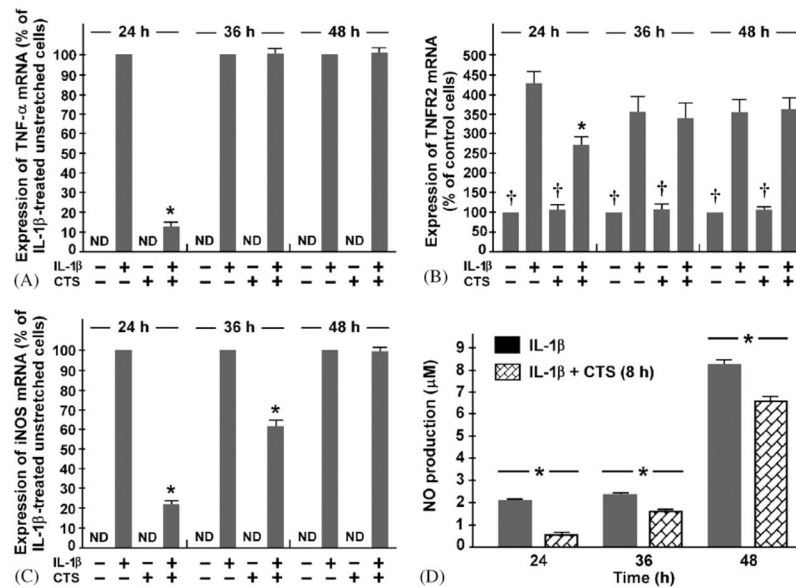 Expression of TNF-α mRNA (% of
IL-1β-treated unstretched cells)
24 h 36 h 48 h
100
90
80
70
60
50
40
30
20
10
0
ND ND * ND ND ND ND
IL-1β – + – + – + – + – + – +
CTS – – + + – – + + – – + +
(A)
Expression of TNFR2 mRNA
(% of control cells)
24 h 36 h 48 h
500
450
400
350
300
250
200
150
100
50
0
† † * † † † †
IL-1β – + – + – + – + – + – +
CTS – – + + – – + + – – + +
(B)
Expression of iNOS mRNA (% of
IL-1β-treated unstretched cells)
24 h 36 h 48 h
100
90
80
70
60
50
40
30
20
10
0
ND ND * ND ND * ND ND
IL-1β – + – + – + – + – + – +
CTS – – + + – – + + – – + +
(C)
NO production (μM)
IL-1β
IL-1β + CTS (8 h)
9
8
7
6
5
4
3
2
1
0
* * *
24 36 48
Time (h)
(D)